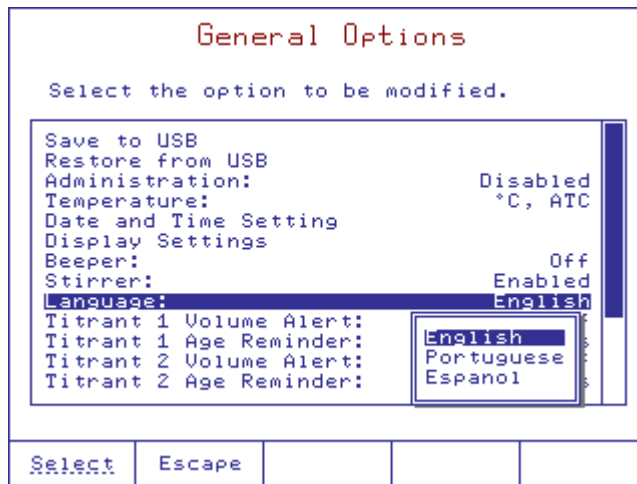 General Options
Select the option to be modified.
Save to USB
Restore from USB
Administration: Disabled
Temperature: °C, ATC
Date and Time Setting
Display Settings
Beeper: Off
Stirrer: Enabled
Language: English
Titrant 1 Volume Alert:
Titrant 1 Age Reminder:
Titrant 2 Volume Alert:
Titrant 2 Age Reminder:
English
Portuguese
Espanol
Select Escape